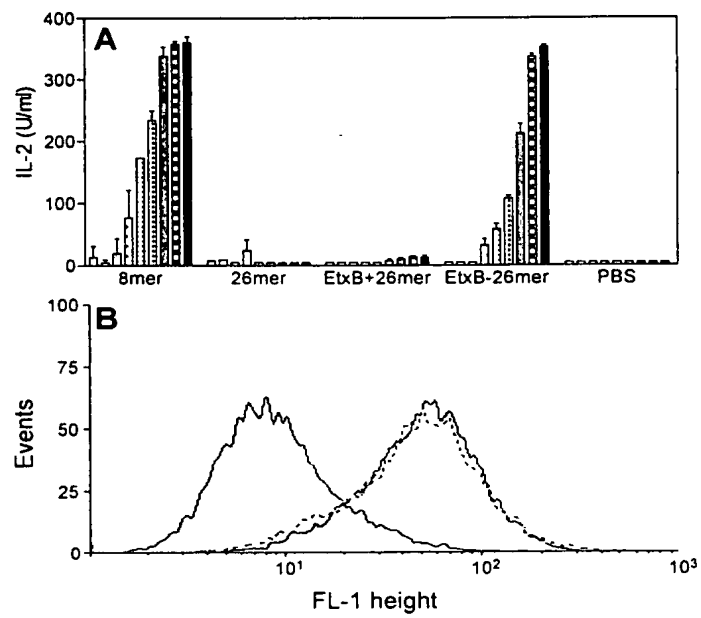 A
400
300
200
100
0
IL-2 (U/ml)
8mer 26mer EtxB+26mer EtxB-26mer PBS
B
100
75
50
25
0
Events
10¹ 10² 10³
FL-1 height